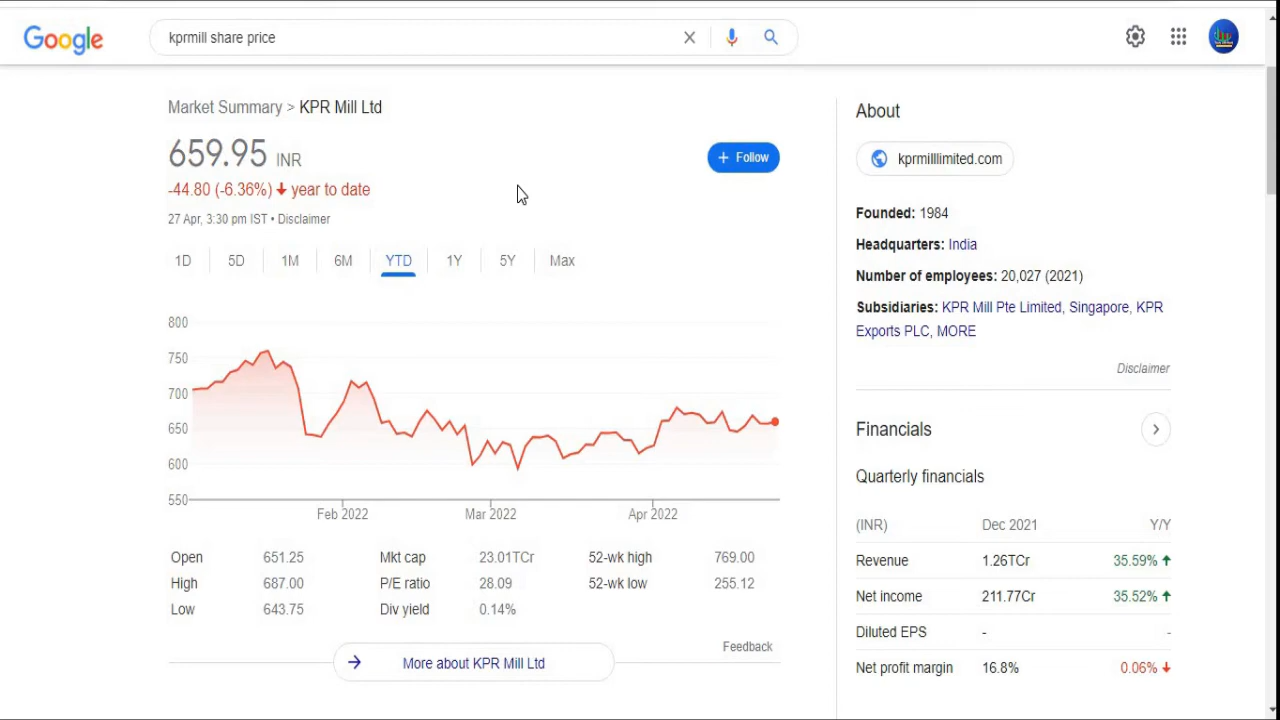 Google
kprmill share price
Market Summary > KPR Mill Ltd
659.95 INR
+ Follow
-44.80 (-6.36%) ↓ year to date
27 Apr, 3:30 pm IST • Disclaimer
1D 5D 1M 6M YTD 1Y 5Y Max
800
750
700
650
600
550
Feb 2022 Mar 2022 Apr 2022
Open 651.25 Mkt cap 23.01TCr 52-wk high 769.00
High 687.00 P/E ratio 28.09 52-wk low 255.12
Low 643.75 Div yield 0.14%
Feedback
→ More about KPR Mill Ltd
About
kprmilllimited.com
Founded: 1984
Headquarters: India
Number of employees: 20,027 (2021)
Subsidiaries: KPR Mill Pte Limited, Singapore, KPR
Exports PLC, MORE
Disclaimer
Financials
Quarterly financials
(INR) Dec 2021 Y/Y
Revenue 1.26TCr 35.59% ↑
Net income 211.77Cr 35.52% ↑
Diluted EPS - -
Net profit margin 16.8% 0.06% ↓